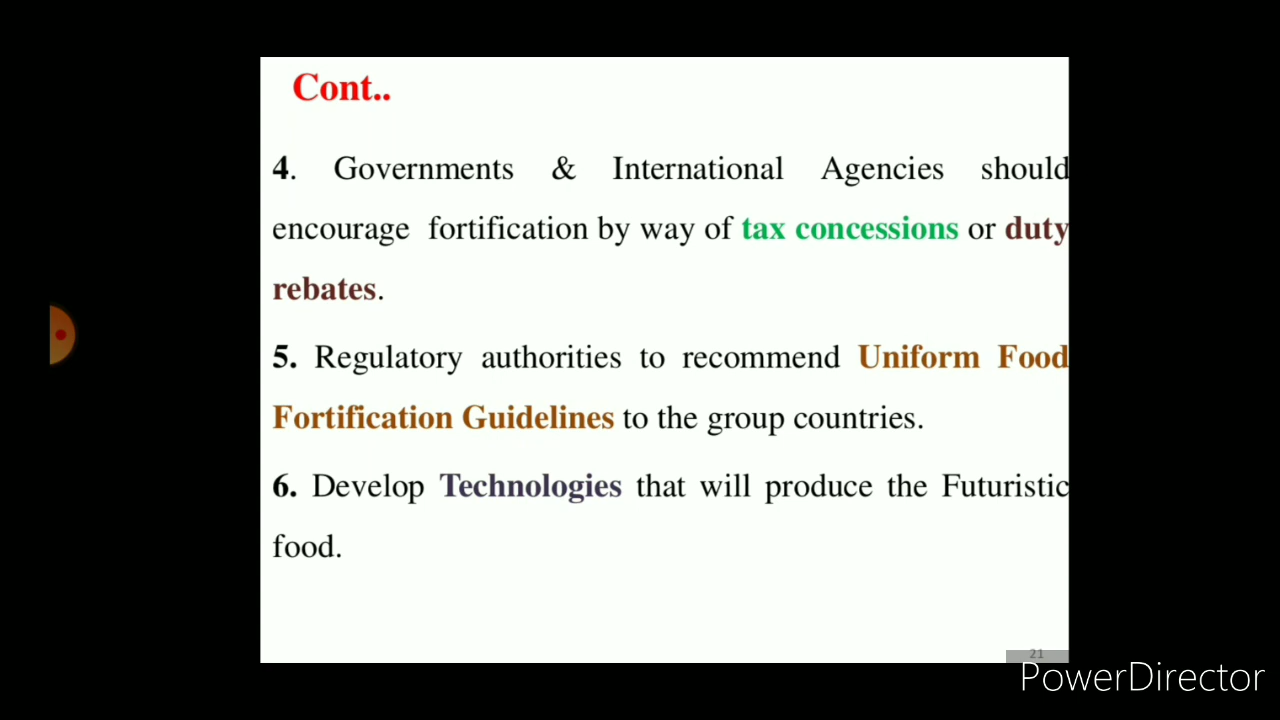 Cont..
4. Governments & International Agencies should
encourage fortification by way of tax concessions or duty
rebates.
5. Regulatory authorities to recommend Uniform Food
Fortification Guidelines to the group countries.
6. Develop Technologies that will produce the Futuristic
food.
21
PowerDirector